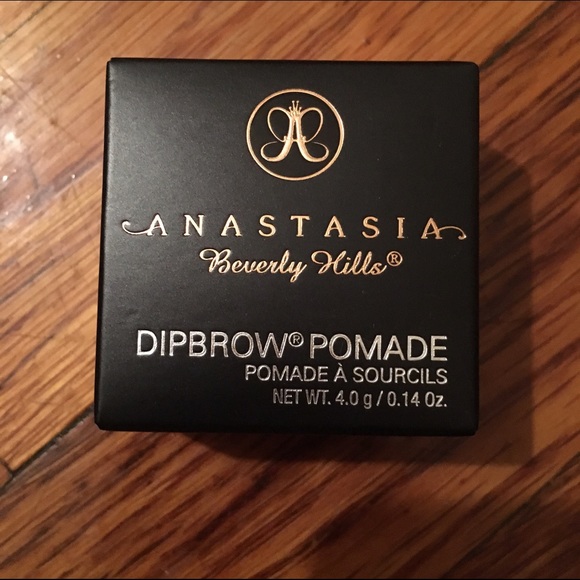 A
ANASTASIA
Beverly Hills®
DIPBROW® POMADE
POMADE À SOURCILS
NET WT. 4.0 g / 0.14 Oz.